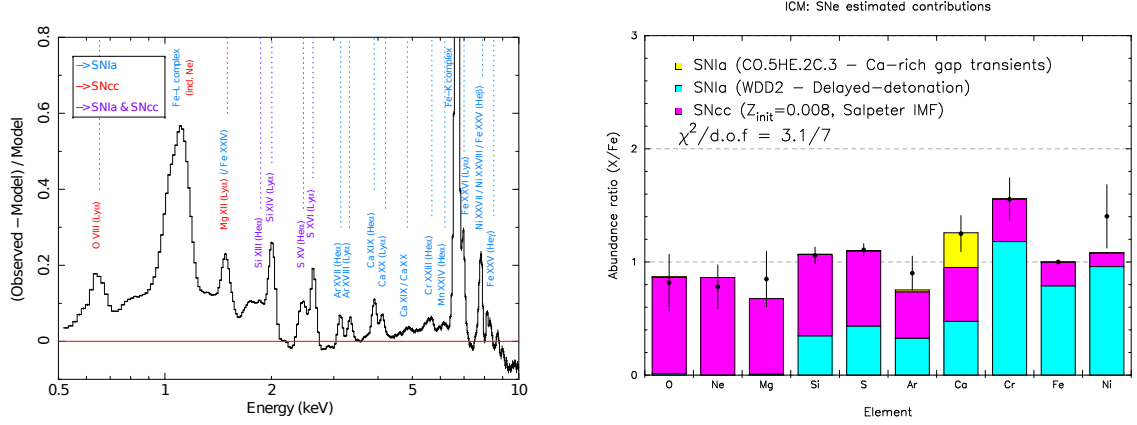 ICM: SNe estimated contributions
(Observed − Model) / Model
0.8
0.6
0.4
0.2
0
−>SNIa
−>SNcc
−>SNIa & SNcc
O VIII (Lyα)
Fe−L complex
(incl. Ne)
Mg XII (Lyα) (/ Fe XXIV)
Si XIII (Heα)
Si XIV (Lyα)
S XV (Heα)
S XVI (Lyα)
Ar XVII (Heα)
Ar XVIII (Lyα)
Ca XIX (Heα)
Ca XX (Lyα)
Ca XIX / Ca XX
Cr XXIII (Heα)
Mn XXIV (Heα)
Fe−K complex
Fe XXVI (Lyα)
Ni XXVII / Ni XXVIII / Fe XXV (Heβ)
Fe XXV (Heγ)
0.5
1
2
5
10
Energy (keV)
Abundance ratio (X/Fe)
3
2
1
0
SNIa (CO.5HE.2C.3 − Ca−rich gap transients)
SNIa (WDD2 − Delayed−detonation)
SNcc (Zinit=0.008, Salpeter IMF)
χ²/d.o.f = 3.1/7
O
Ne
Mg
Si
S
Ar
Ca
Cr
Fe
Ni
Element